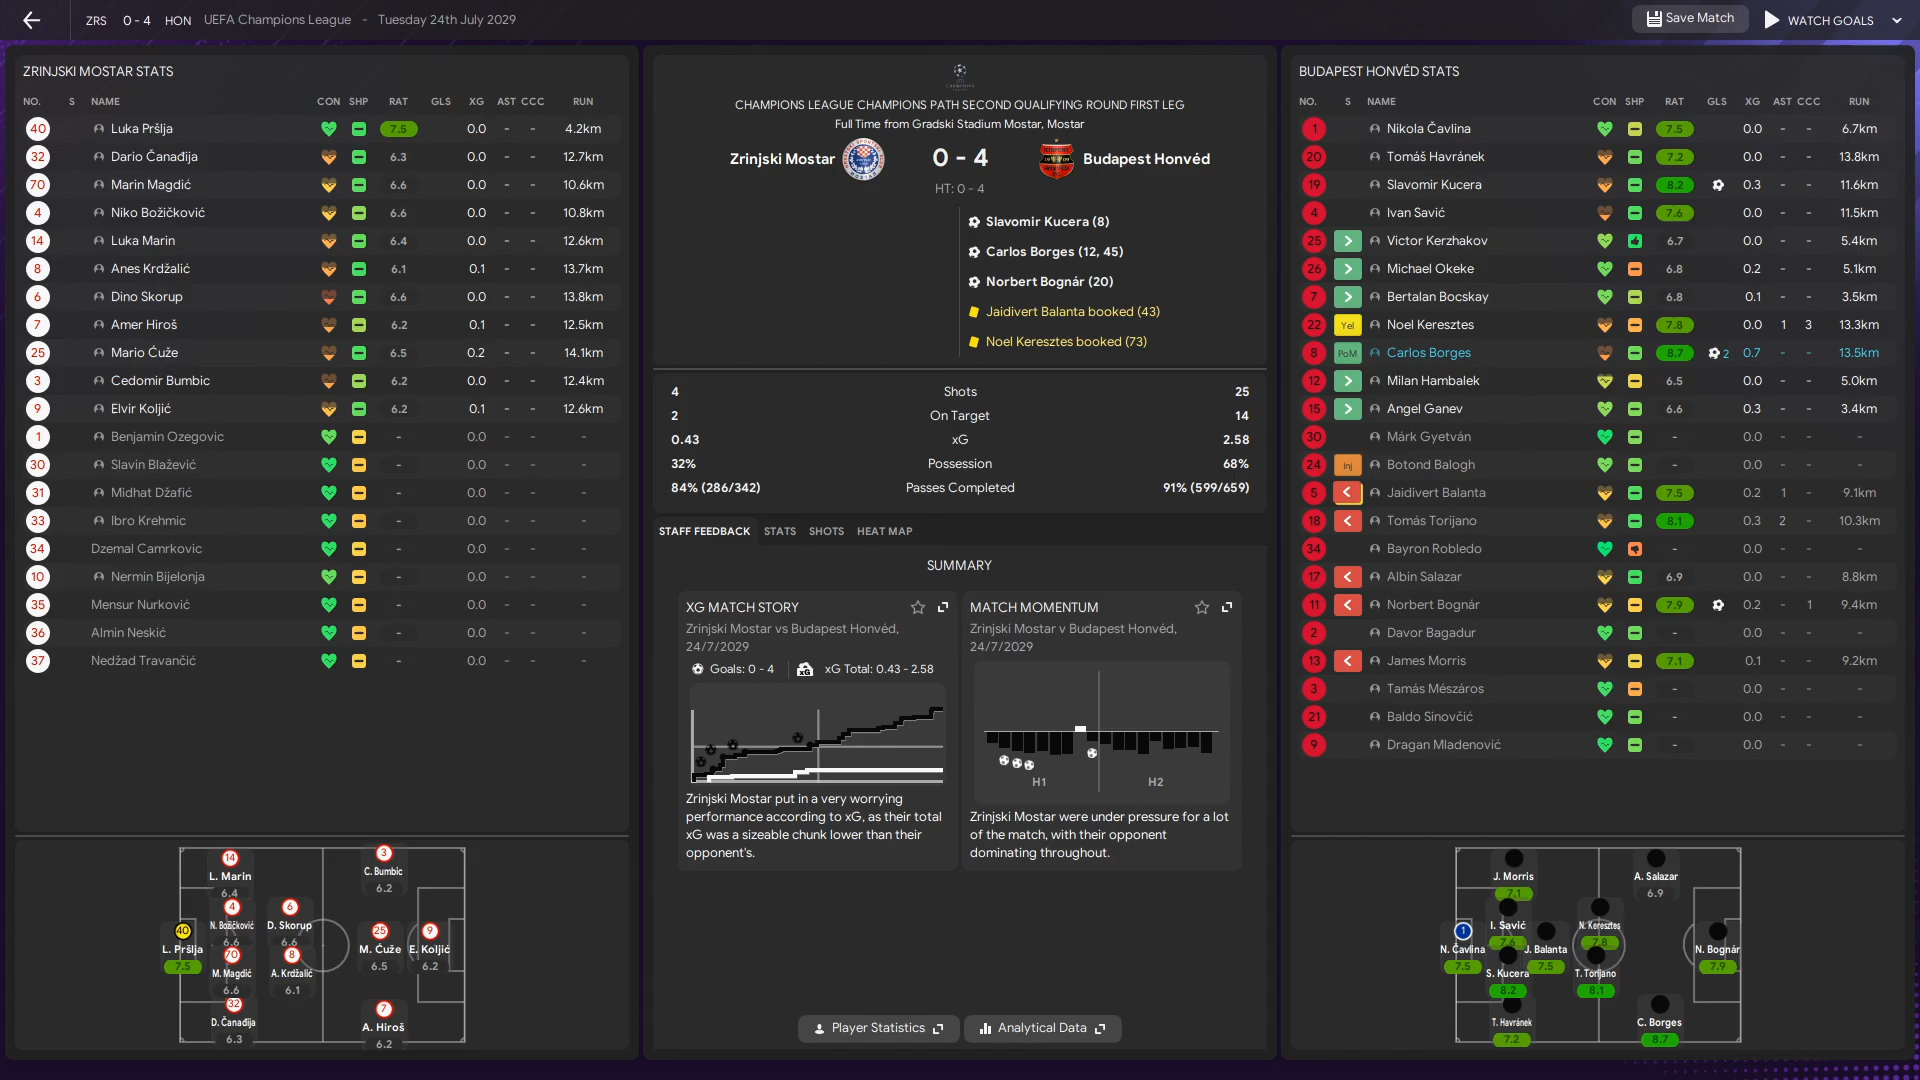 ZRS 0 - 4 HON UEFA Champions League - Tuesday 24th July 2029
Save Match WATCH GOALS
ZRINJSKI MOSTAR STATS
NO. S NAME CON SHP RAT GLS XG AST CCC RUN
40 Luka Pršlja 7.5 0.0 - - 4.2km
32 Dario Čanađija 6.3 0.0 - - 12.7km
70 Marin Magdić 6.6 0.0 - - 10.6km
4 Niko Božičković 6.6 0.0 - - 10.8km
14 Luka Marin 6.4 0.0 - - 12.6km
8 Anes Krdžalić 6.1 0.1 - - 13.7km
6 Dino Skorup 6.6 0.0 - - 13.8km
7 Amer Hiroš 6.2 0.1 - - 12.5km
25 Mario Ćuže 6.5 0.2 - - 14.1km
3 Cedomir Bumbic 6.2 0.0 - - 12.4km
9 Elvir Koljić 6.2 0.1 - - 12.6km
1 Benjamin Ozegovic - 0.0 - - -
30 Slavin Blažević - 0.0 - - -
31 Midhat Džafić - 0.0 - - -
33 Ibro Krehmic - 0.0 - - -
34 Dzemal Camrkovic - 0.0 - - -
10 Nermin Bijelonja - 0.0 - - -
35 Mensur Nurković - 0.0 - - -
36 Almin Neskić - 0.0 - - -
37 Nedžad Travančić - 0.0 - - -
14
L. Marin
6.4
3
C. Bumbic
6.2
4
N. Božičković
6.6
6
D. Skorup
6.6
40
L. Pršlja
7.5
25
M. Ćuže
6.5
9
E. Koljić
6.2
70
M. Magdić
6.6
8
A. Krdžalić
6.1
32
D. Čanađija
6.3
7
A. Hiroš
6.2
CHAMPIONS LEAGUE CHAMPIONS PATH SECOND QUALIFYING ROUND FIRST LEG
Full Time from Gradski Stadium Mostar, Mostar
Zrinjski Mostar 0 - 4 Budapest Honvéd
HT: 0 - 4
Slavomir Kucera (8)
Carlos Borges (12, 45)
Norbert Bognár (20)
Jaidivert Balanta booked (43)
Noel Keresztes booked (73)
4 Shots 25
2 On Target 14
0.43 xG 2.58
32% Possession 68%
84% (286/342) Passes Completed 91% (599/659)
STAFF FEEDBACK STATS SHOTS HEAT MAP
SUMMARY
XG MATCH STORY
Zrinjski Mostar vs Budapest Honvéd,
24/7/2029
Goals: 0 - 4 xG Total: 0.43 - 2.58
Zrinjski Mostar put in a very worrying
performance according to xG, as their total
xG was a sizeable chunk lower than their
opponent's.
MATCH MOMENTUM
Zrinjski Mostar v Budapest Honvéd,
24/7/2029
H1 H2
Zrinjski Mostar were under pressure for a lot
of the match, with their opponent
dominating throughout.
Player Statistics Analytical Data
BUDAPEST HONVÉD STATS
NO. S NAME CON SHP RAT GLS XG AST CCC RUN
1 Nikola Čavlina 7.5 0.0 - - 6.7km
20 Tomáš Havránek 7.2 0.0 - - 13.8km
19 Slavomir Kucera 8.2 0.3 - - 11.6km
4 Ivan Savić 7.6 0.0 - - 11.5km
25 Victor Kerzhakov 6.7 0.0 - - 5.4km
26 Michael Okeke 6.8 0.2 - - 5.1km
7 Bertalan Bocskay 6.8 0.1 - - 3.5km
22 Yel Noel Keresztes 7.8 0.0 1 3 13.3km
8 PoM Carlos Borges 8.7 2 0.7 - - 13.5km
12 Milan Hambalek 6.5 0.0 - - 5.0km
15 Angel Ganev 6.6 0.3 - - 3.4km
30 Márk Gyetván - 0.0 - - -
24 Inj Botond Balogh - 0.0 - - -
5 Jaidivert Balanta 7.5 0.2 1 - 9.1km
18 Tomás Torijano 8.1 0.3 2 - 10.3km
34 Bayron Robledo - 0.0 - - -
17 Albin Salazar 6.9 0.0 - - 8.8km
11 Norbert Bognár 7.9 0.2 - 1 9.4km
2 Davor Bagadur - 0.0 - - -
13 James Morris 7.1 0.1 - - 9.2km
3 Tamás Mészáros - 0.0 - - -
21 Baldo Sinovčić - 0.0 - - -
9 Dragan Mladenović - 0.0 - - -
J. Morris
7.1
A. Salazar
6.9
I. Savić
7.6
N. Keresztes
7.8
1
N. Čavlina
7.5
J. Balanta
7.5
N. Bognár
7.9
S. Kucera
8.2
T. Torijano
8.1
T. Havránek
7.2
C. Borges
8.7